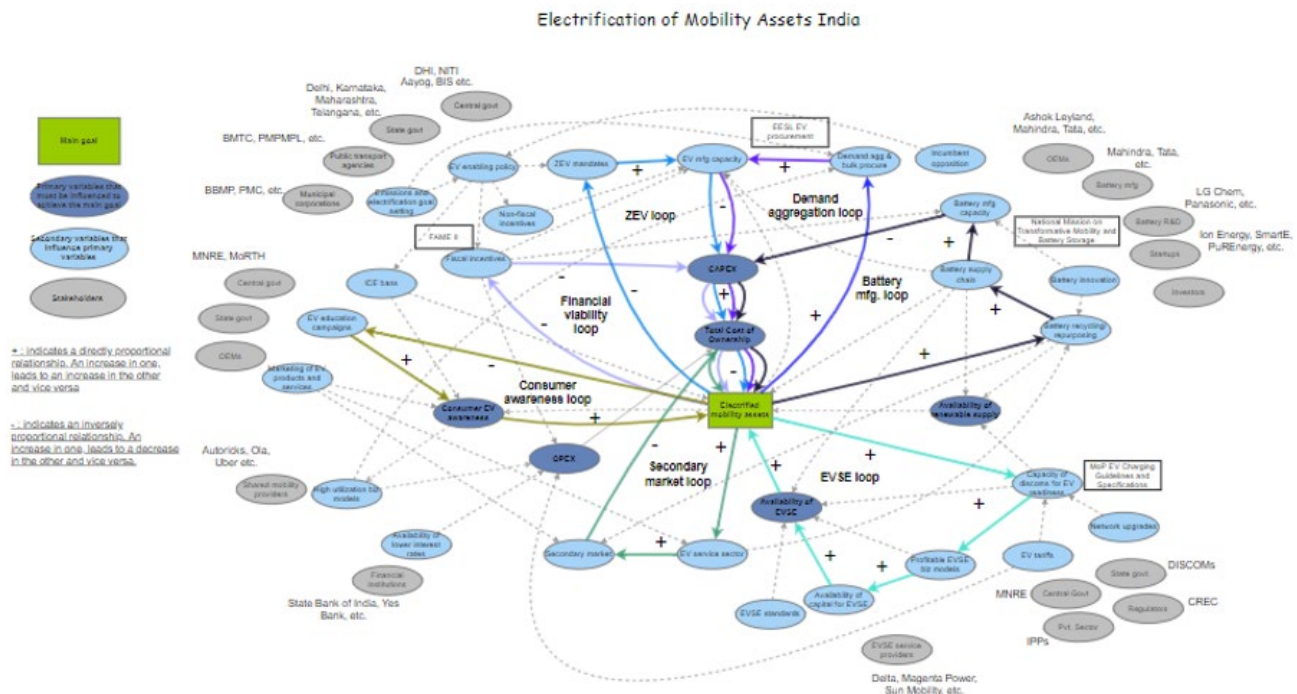 Electrification of Mobility Assets India
Main goal
Primary variables that
must be influenced to
achieve the main goal
Secondary variables that
influence primary
variables
Stakeholders
+ : indicates a directly proportional
relationship. An increase in one,
leads to an increase in the other
and vice versa
- : indicates an inversely
proportional relationship. An
increase in one, leads to a decrease
in the other and vice versa.
DHI, NITI
Aayog, BIS etc.
Central govt
Delhi, Karnataka,
Maharashtra,
Telangana, etc.
State govt
BMTC, PMPMPL, etc.
Public transport
agencies
BBMP, PMC, etc.
Municipal
corporations
EV enabling policy
Emissions and
electrification goal
setting
ZEV mandates
+
EV mfg capacity
+
EESL EV
procurement
Demand agg &
bulk procure
Incumbent
opposition
Non-fiscal
incentives
FAME II
Fiscal incentives
ZEV loop
-
Demand
aggregation loop
-
CAPEX
+
Total Cost of
Ownership
-
Ashok Leyland,
Mahindra, Tata, etc.
OEMs
Mahindra, Tata,
etc.
Battery mfg
LG Chem,
Panasonic, etc.
Battery R&D
Ion Energy, SmartE,
PuREnergy, etc.
Startups
Investors
Battery mfg
capacity
National Mission on
Transformative Mobility and
Battery Storage
+
Battery supply
chain
Battery innovation
+
Battery recycling/
repurposing
+
Battery
mfg. loop
+
+
MNRE, MoRTH
Central govt
State govt
OEMs
ICE bans
EV education
campaigns
+
Marketing of EV
products and
services
-
-
Financial
viability
loop
-
-
Consumer
awareness loop
Consumer EV
awareness
+
Electrified
mobility assets
Availability of
renewable supply
Autoricks, Ola,
Uber etc.
Shared mobility
providers
High utilization biz
models
OPEX
-
Secondary
market loop
+
+
EVSE loop
+
Availability of
EVSE
Capacity of
discoms for EV
readiness
MoP EV Charging
Guidelines and
Specifications
Network upgrades
EV tariffs
+
Availability of
lower interest
rates
Financial
institutions
State Bank of India, Yes
Bank, etc.
Secondary market
+
EV service sector
+
Profitable EVSE
biz models
+
Availability of
capital for EVSE
EVSE standards
EVSE service
providers
Delta, Magenta Power,
Sun Mobility, etc.
DISCOMs
State govt
MNRE
Central Govt
Regulators
CREC
Pvt. Sector
IPPs